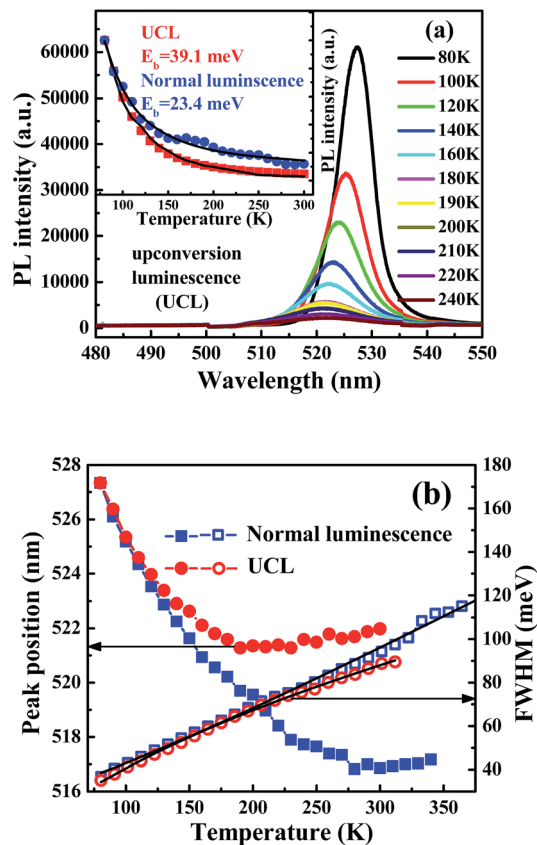 (a)
UCL
E_b=39.1 meV
Normal luminscence
E_b=23.4 meV
PL intensity (a.u.)
60000
50000
40000
30000
20000
10000
0
PL intensity (a.u.)
100 150 200 250 300
Temperature (K)
upconversion
luminescence
(UCL)
80K
100K
120K
140K
160K
180K
190K
200K
210K
220K
240K
480 490 500 510 520 530 540 550
Wavelength (nm)
(b)
Normal luminescence
UCL
Peak position (nm)
528
526
524
522
520
518
516
FWHM (meV)
180
160
140
120
100
80
60
40
100 150 200 250 300 350
Temperature (K)